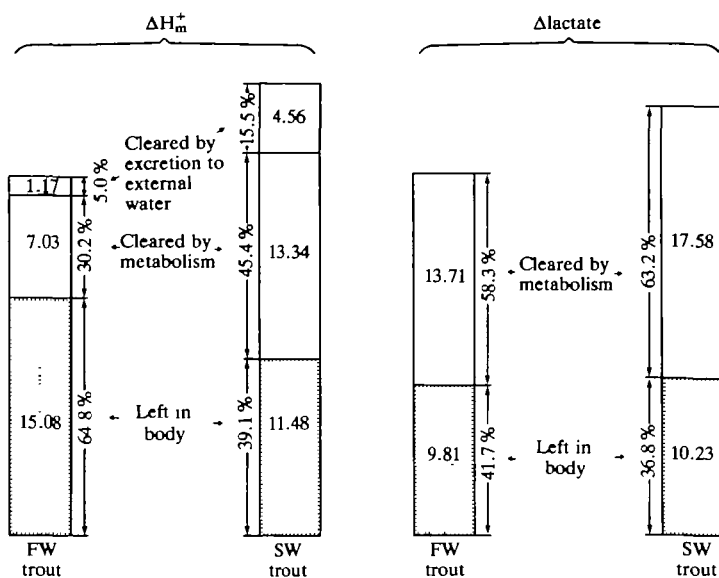 ΔH⁺ₘ
Δlactate
4.56
15.5 %
Cleared by
excretion to
external
water
1.17
5.0 %
7.03
30.2 %
Cleared by
metabolism
45.4 %
13.34
13.71
58.3 %
Cleared by
metabolism
63.2 %
17.58
15.08
64 8 %
Left in
body
39.1 %
11.48
9.81
41.7 %
Left in
body
36.8 %
10.23
FW
trout
SW
trout
FW
trout
SW
trout